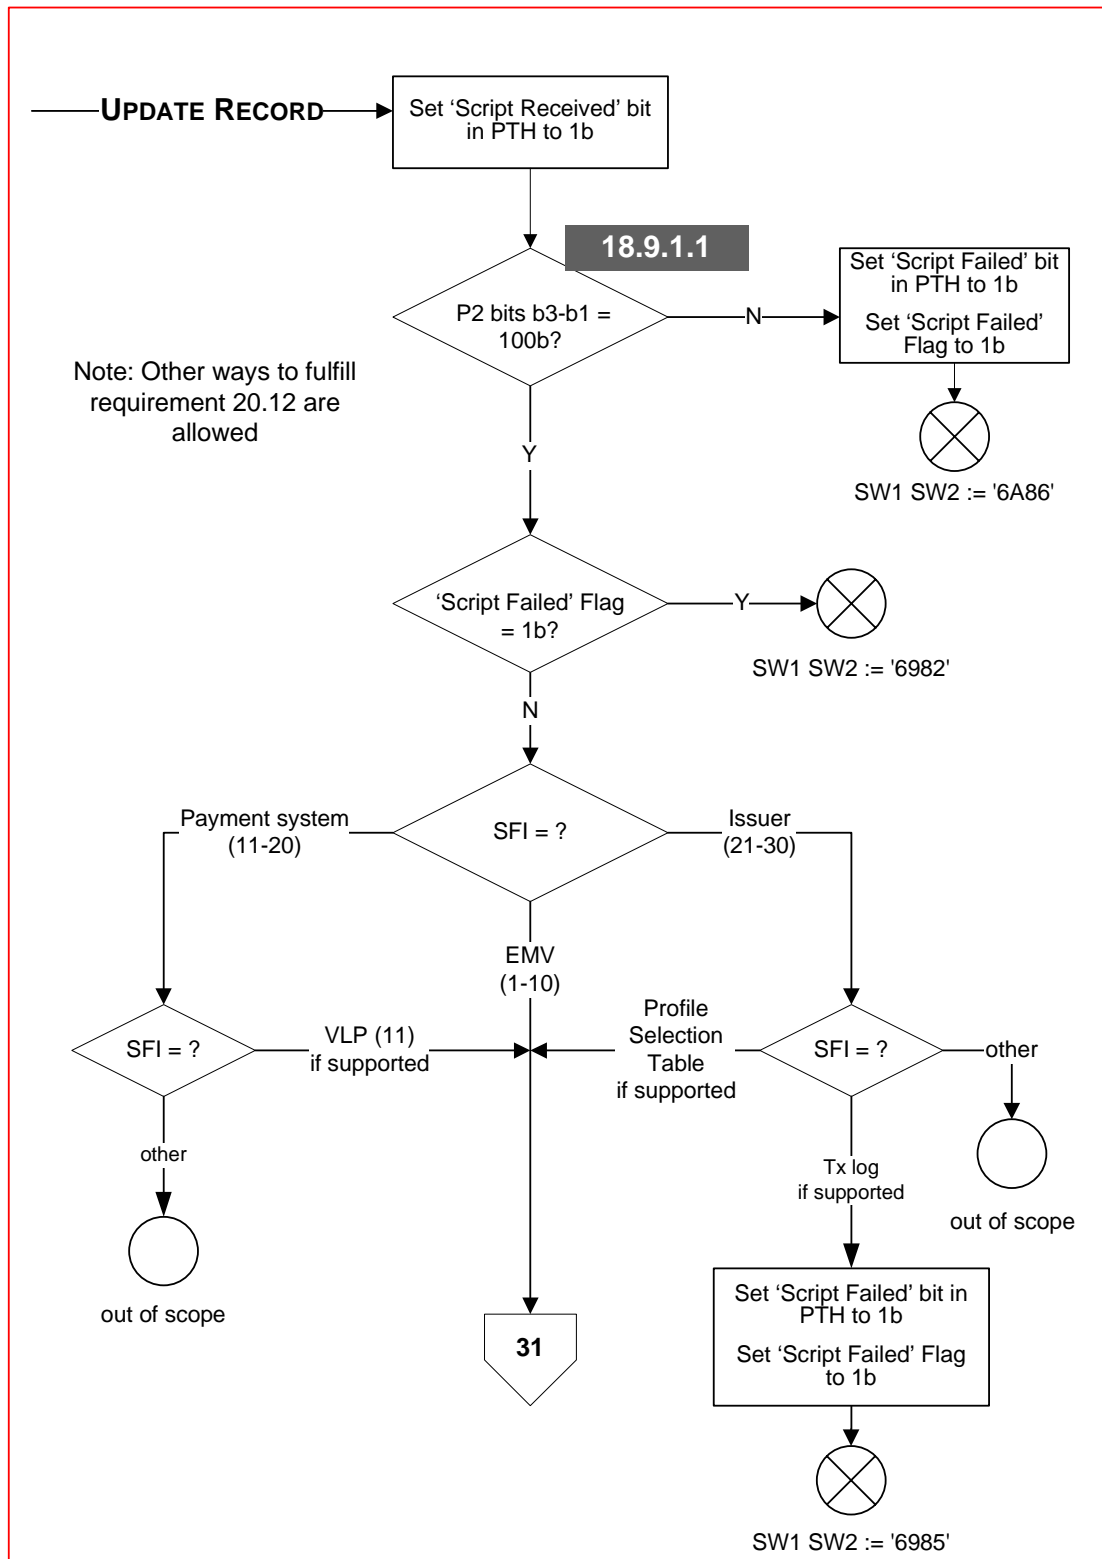 UPDATE RECORD
Set ‘Script Received’ bit
in PTH to 1b
18.9.1.1
P2 bits b3-b1 =
100b?
N
Set ‘Script Failed’ bit
in PTH to 1b
Set ‘Script Failed’
Flag to 1b
Note: Other ways to fulfill
requirement 20.12 are
allowed
Y
SW1 SW2 := '6A86'
‘Script Failed’ Flag
= 1b?
Y
SW1 SW2 := '6982'
N
Payment system
(11-20)
SFI = ?
Issuer
(21-30)
EMV
(1-10)
SFI = ?
VLP (11)
if supported
Profile
Selection
Table
if supported
SFI = ?
other
other
Tx log
if supported
out of scope
out of scope
Set ‘Script Failed’ bit in
PTH to 1b
Set ‘Script Failed’ Flag
to 1b
31
SW1 SW2 := '6985'